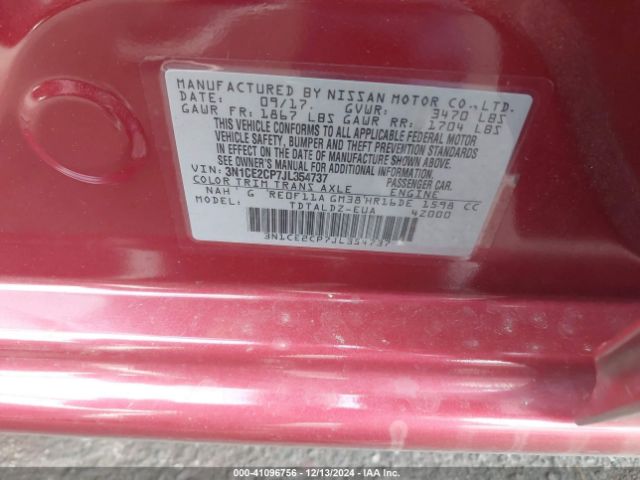 MANUFACTURED BY NISSAN MOTOR CO.,LTD.
DATE: 09/17. GVWR: 3470 LBS
GAWR FR: 1867 LBS GAWR RR: 1704 LBS
THIS VEHICLE CONFORMS TO ALL APPLICABLE FEDERAL MOTOR
VEHICLE SAFETY, BUMPER AND THEFT PREVENTION STANDARDS
IN EFFECT ON THE DATE OF MANUFACTURE SHOWN ABOVE.
SEE OWNER'S MANUAL FOR ADDITIONAL INFORMATION.
VIN: 3N1CE2CP7JL354737 PASSENGER CAR.
COLOR TRIM TRANS AXLE ENGINE
NAH G RE0F11A GM38 HR16DE 1598 CC
MODEL: TDTALDZ-EUA 42000
3N1CE2CP7JL354737
000-41096756 - 12/13/2024 - IAA Inc.